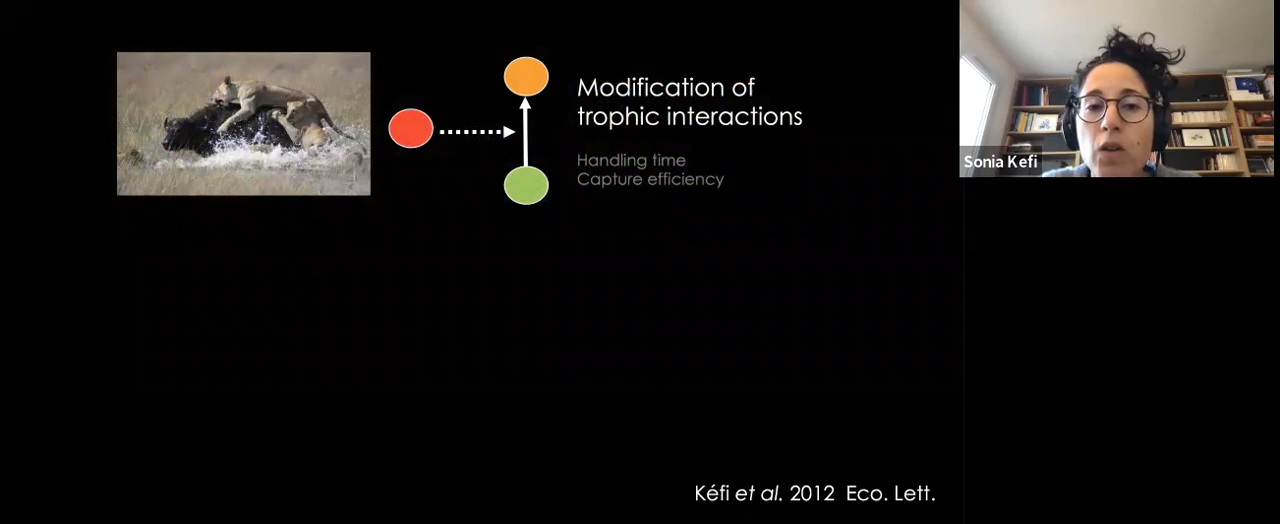 Modification of
trophic interactions
Handling time
Capture efficiency
Sonia Kefi
Kéfi et al. 2012 Eco. Lett.